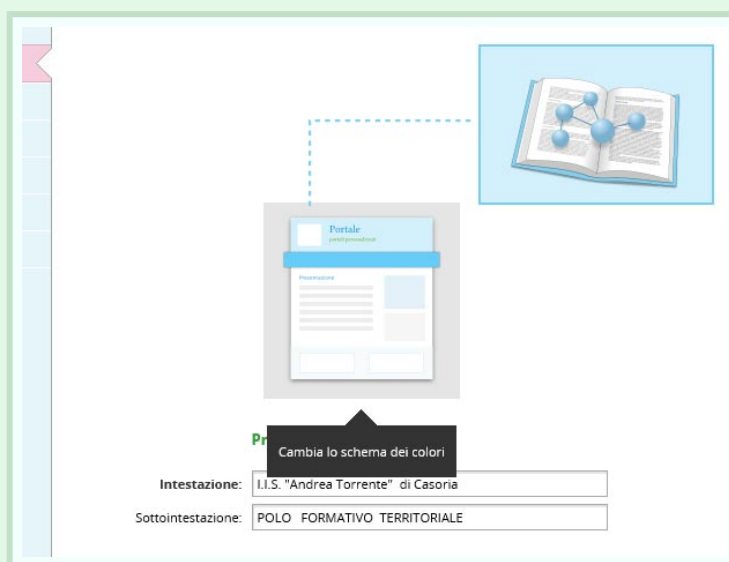 Portale
Presentazione
Pr
Cambia lo schema dei colori
Intestazione: I.I.S. "Andrea Torrente" di Casoria
Sottointestazione: POLO FORMATIVO TERRITORIALE